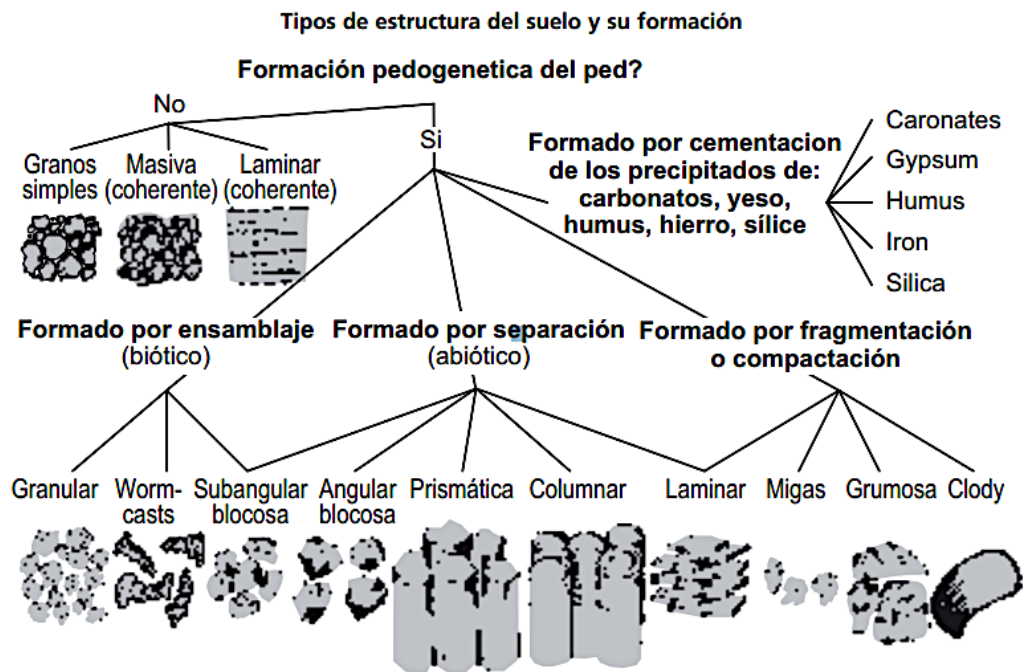 Tipos de estructura del suelo y su formación
Formación pedogenetica del ped?
No
Si
Granos
simples
Masiva
(coherente)
Laminar
(coherente)
Formado por cementacion
de los precipitados de:
carbonatos, yeso,
humus, hierro, sílice
Caronates
Gypsum
Humus
Iron
Silica
Formado por ensamblaje
(biótico)
Formado por separación
(abiótico)
Formado por fragmentación
o compactación
Granular
Worm-
casts
Subangular
blocosa
Angular
blocosa
Prismática
Columnar
Laminar
Migas
Grumosa
Clody